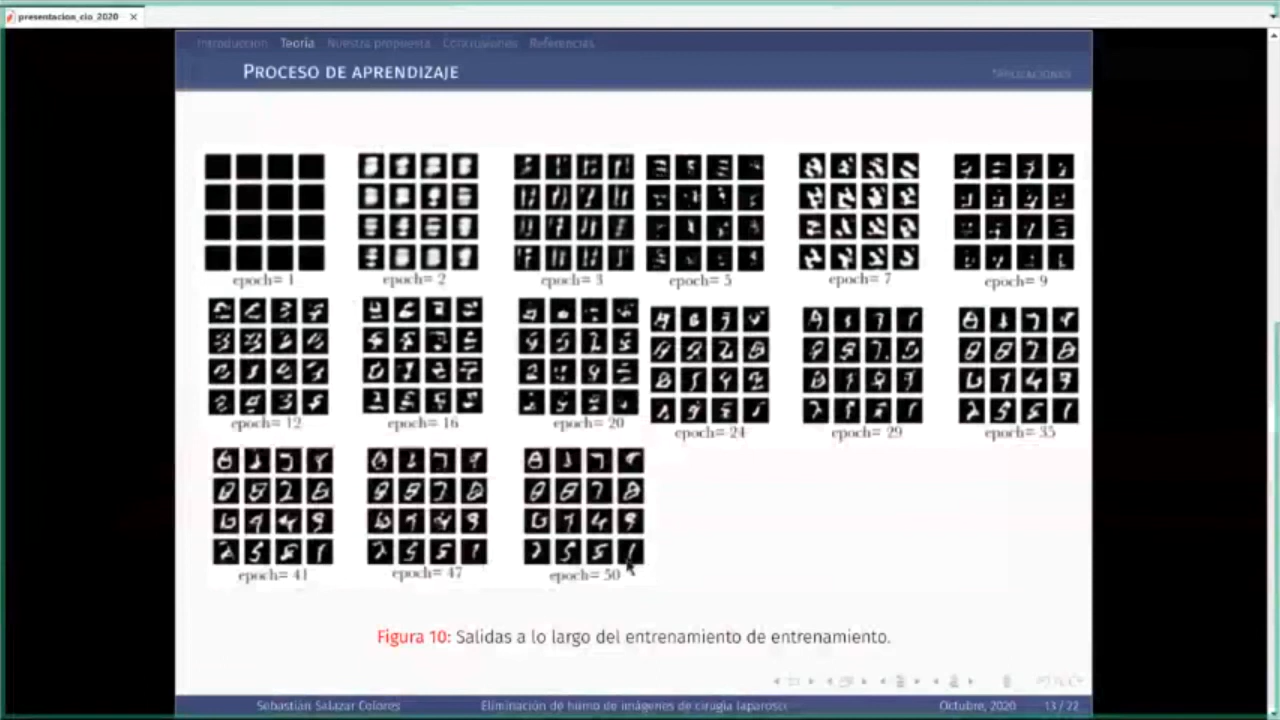 presentacion_cio_2020
Introducción Teoría Nuestra propuesta Conclusiones Referencias
PROCESO DE APRENDIZAJE
*APLICACIONES
epoch= 1 epoch= 2 epoch= 3 epoch= 5 epoch= 7 epoch= 9
epoch= 12 epoch= 16 epoch= 20 epoch= 24 epoch= 29 epoch= 35
epoch= 41 epoch= 47 epoch= 50
Figura 10: Salidas a lo largo del entrenamiento de entrenamiento.
Sebastián Salazar Colores Eliminación de humo de imágenes de cirugía laparosc Octubre, 2020 13 / 22